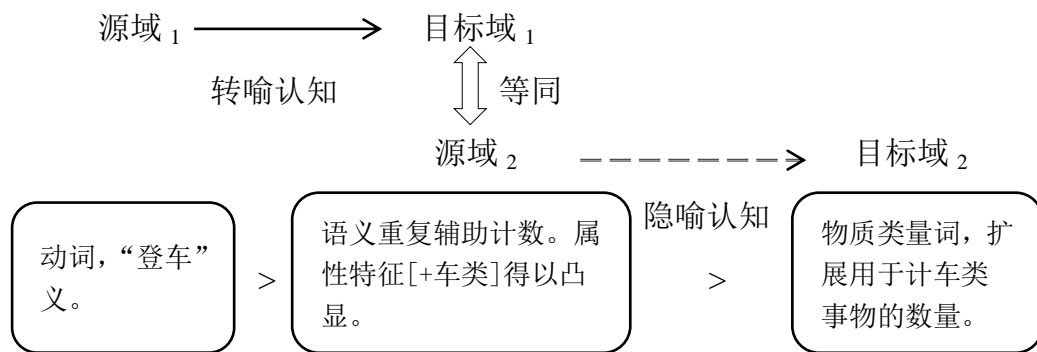 源域₁ 目标域₁
转喻认知 等同
源域₂ 目标域₂
隐喻认知
动词，“登车”
义。
>
语义重复辅助计数。属
性特征[+车类]得以凸
显。
>
物质类量词，扩
展用于计车类
事物的数量。